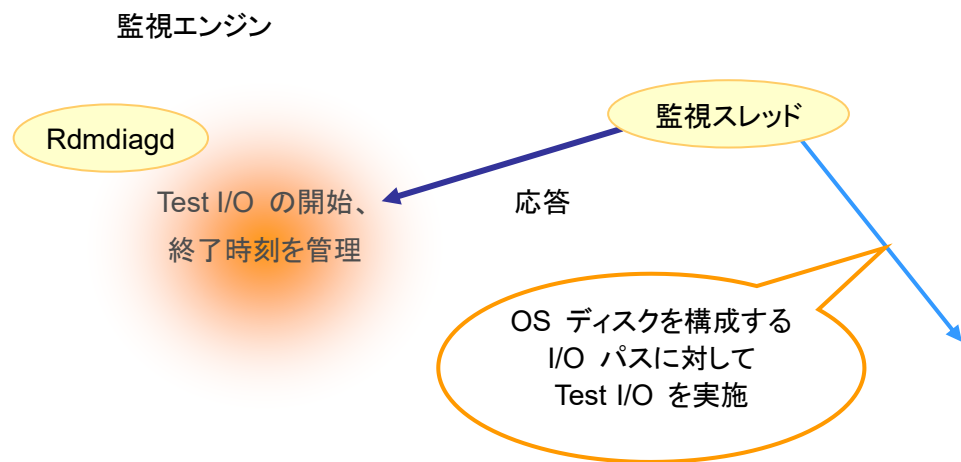 監視エンジン
Rdmdiagd
監視スレッド
Test I/O の開始、
終了時刻を管理
応答
OS ディスクを構成する
I/O パスに対して
Test I/O を実施